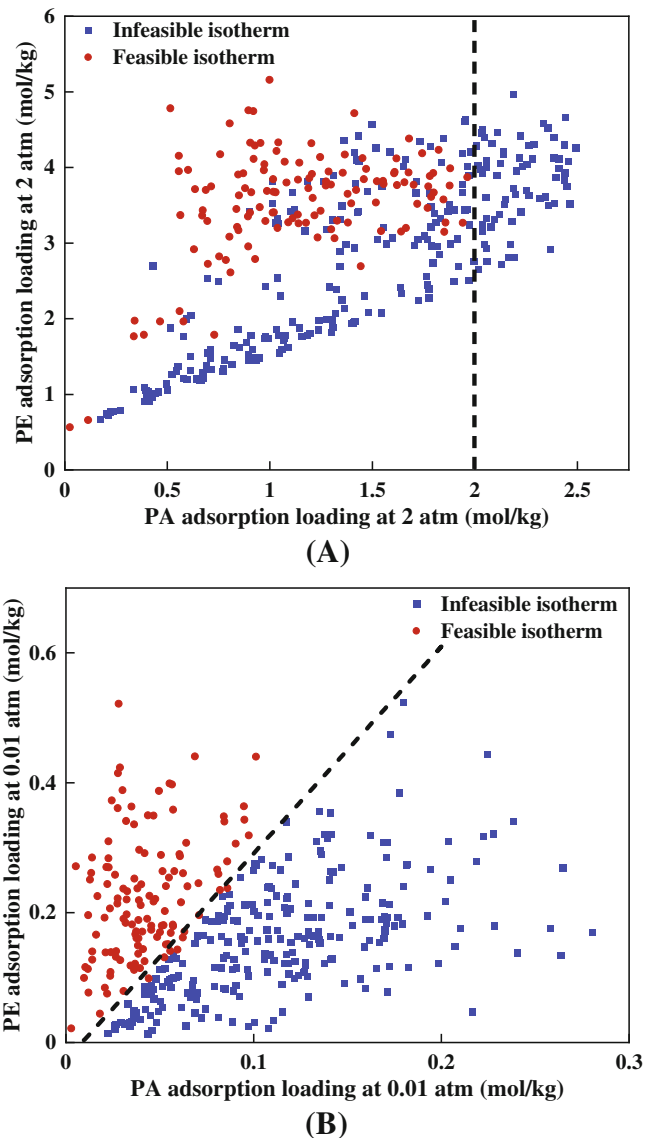 6
Infeasible isotherm
Feasible isotherm
5
4
3
2
1
0
PE adsorption loading at 2 atm (mol/kg)
0 0.5 1 1.5 2 2.5
PA adsorption loading at 2 atm (mol/kg)
(A)
Infeasible isotherm
Feasible isotherm
0.6
0.4
0.2
0
PE adsorption loading at 0.01 atm (mol/kg)
0 0.1 0.2 0.3
PA adsorption loading at 0.01 atm (mol/kg)
(B)